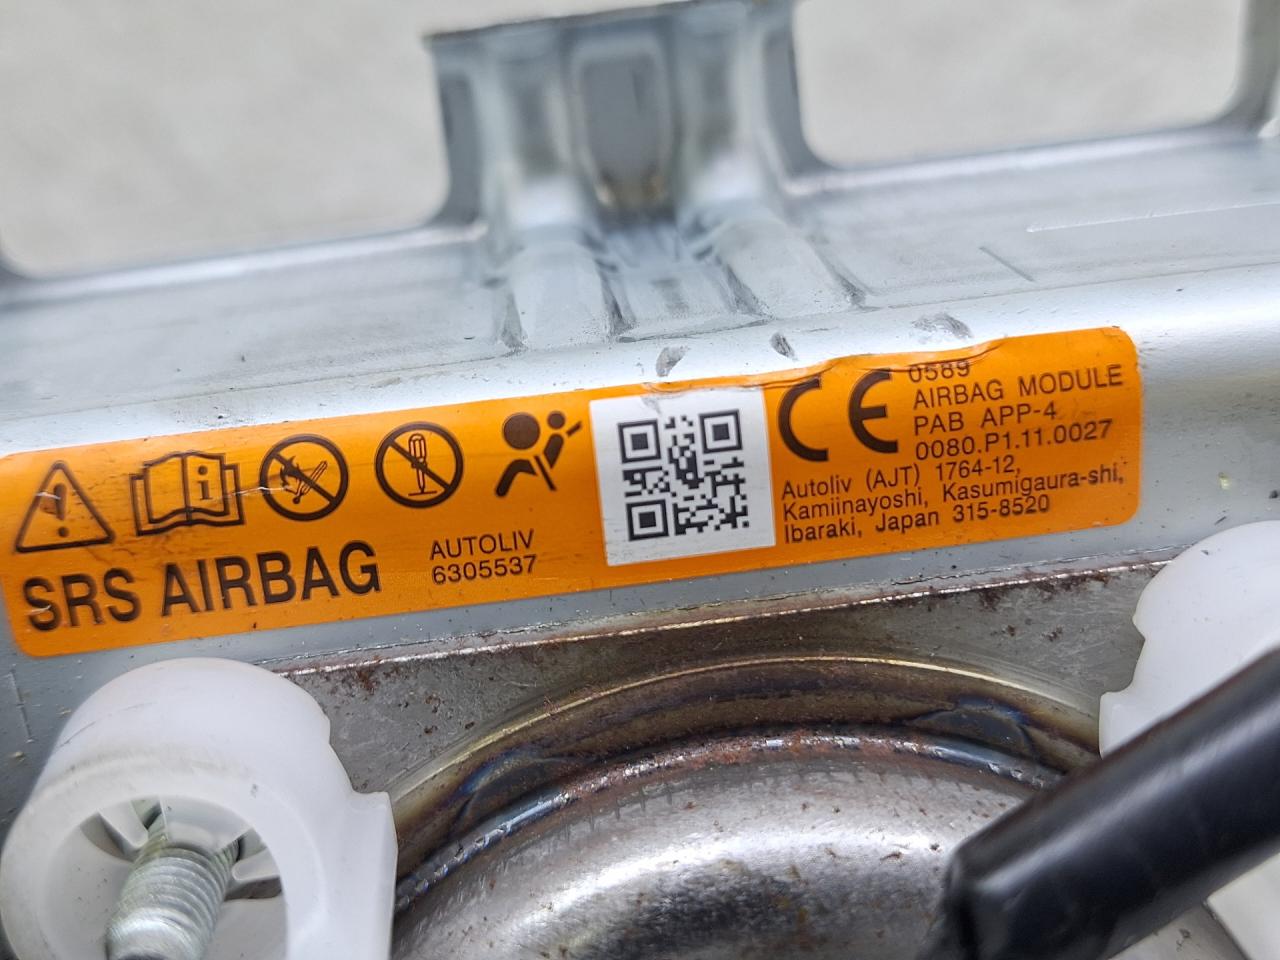 SRS AIRBAG
AUTOLIV
6305537
CE 0589
AIRBAG MODULE
PAB APP-4
0080.P1.11.0027
Autoliv (AJT) 1764-12,
Kamiinayoshi, Kasumigaura-shi,
Ibaraki, Japan 315-8520